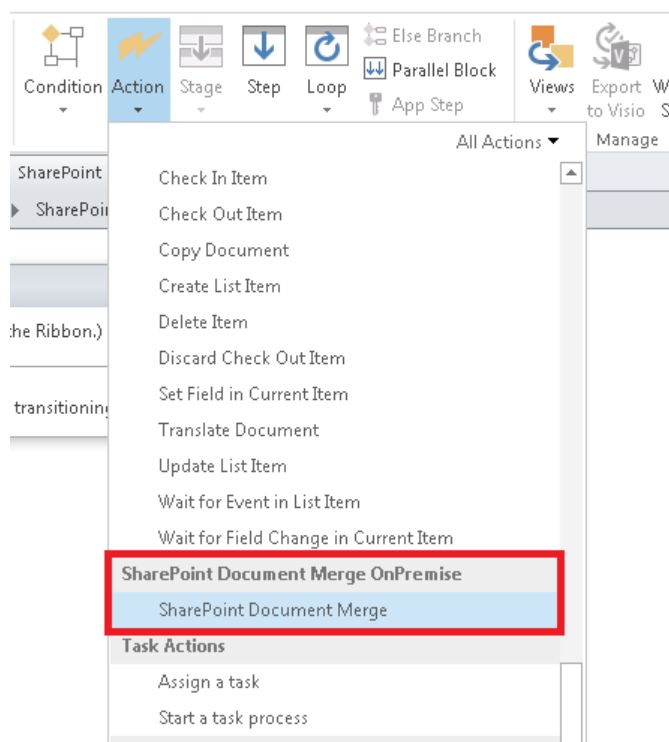 Else Branch
Parallel Block
App Step
Condition Action Stage Step Loop Views Export
to Visio
Manage
All Actions
SharePoint
Check In Item
Check Out Item
Copy Document
Create List Item
Delete Item
the Ribbon.)
Discard Check Out Item
Set Field in Current Item
Translate Document
Update List Item
Wait for Event in List Item
Wait for Field Change in Current Item
SharePoint Document Merge OnPremise
SharePoint Document Merge
Task Actions
Assign a task
Start a task process